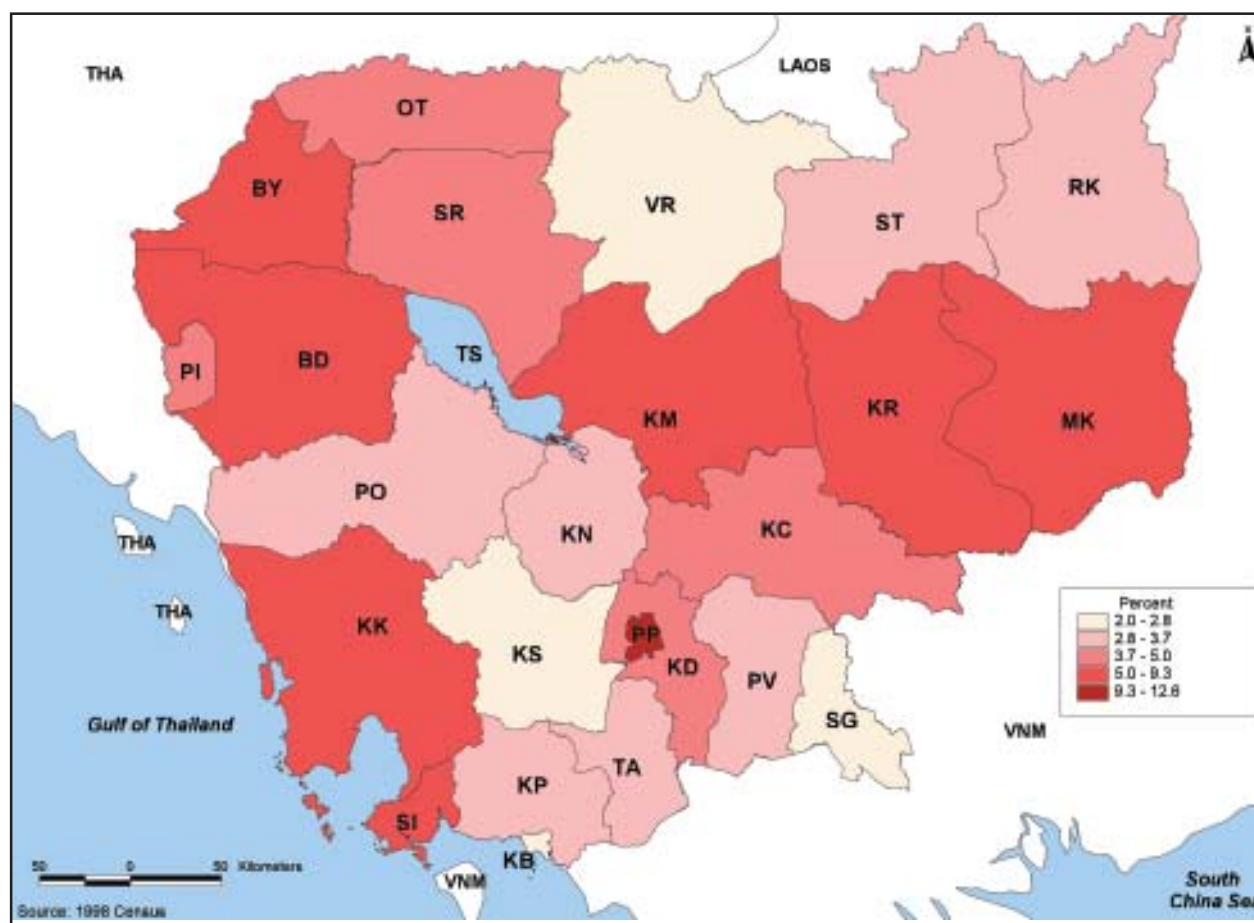 THA
LAOS
OT
BY
SR
VR
ST
RK
PI
BD
TS
KM
KR
MK
PO
KN
KC
THA
THA
KK
KS
PP
KD
PV
SG
Percent
2.0 - 2.8
2.8 - 3.7
3.7 - 5.0
5.0 - 9.3
9.3 - 12.6
Gulf of Thailand
VNM
KP
TA
SI
KB
VNM
50 0 50 Kilometers
South
China Sea
Source: 1998 Census